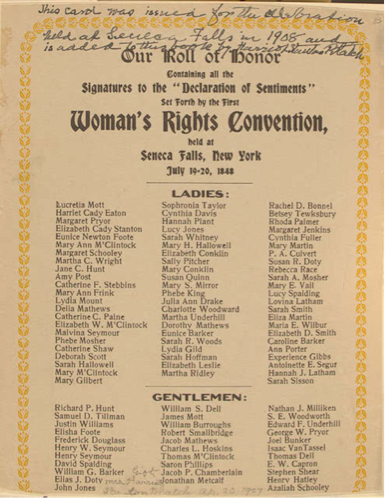 This card was issued for the celebration
held at Seneca Falls in 1908 and
is added to this book by Harriot Stanton Blatch
Our Roll of Honor
Containing all the
Signatures to the "Declaration of Sentiments"
Set Forth by the First
Woman's Rights Convention,
held at
Seneca Falls, New York
July 19-20, 1848
LADIES:
Lucretia Mott
Harriet Cady Eaton
Margaret Pryor
Elizabeth Cady Stanton
Eunice Newton Foote
Mary Ann M'Clintock
Margaret Schooley
Martha C. Wright
Jane C. Hunt
Amy Post
Catherine F. Stebbins
Mary Ann Frink
Lydia Mount
Delia Mathews
Catherine C. Paine
Elizabeth W. M'Clintock
Malvina Seymour
Phebe Mosher
Catherine Shaw
Deborah Scott
Sarah Hallowell
Mary M'Clintock
Mary Gilbert
Sophronia Taylor
Cynthia Davis
Hannah Plant
Lucy Jones
Sarah Whitney
Mary H. Hallowell
Elizabeth Conklin
Sally Pitcher
Mary Conklin
Susan Quinn
Mary S. Mirror
Phebe King
Julia Ann Drake
Charlotte Woodward
Martha Underhill
Dorothy Mathews
Eunice Barker
Sarah R. Woods
Lydia Gild
Sarah Hoffman
Elizabeth Leslie
Martha Ridley
Rachel D. Bonnel
Betsey Tewksbury
Rhoda Palmer
Margaret Jenkins
Cynthia Fuller
Mary Martin
P. A. Culvert
Susan R. Doty
Rebecca Race
Sarah A. Mosher
Mary E. Vail
Lucy Spalding
Lovina Latham
Sarah Smith
Eliza Martin
Maria E. Wilbur
Elizabeth D. Smith
Caroline Barker
Ann Porter
Experience Gibbs
Antoinette E. Segur
Hannah J. Latham
Sarah Sisson
GENTLEMEN:
Richard P. Hunt
Samuel D. Tillman
Justin Williams
Elisha Foote
Frederick Douglass
Henry W. Seymour
Henry Seymour
David Spalding
William G. Barker
Elias J. Doty
John Jones
William S. Dell
James Mott
William Burroughs
Robert Smallbridge
Jacob Mathews
Charles L. Hoskins
Thomas M'Clintock
Saron Phillips
Jacob P. Chamberlain
Jonathan Metcalf
Nathan J. Milliken
S. E. Woodworth
Edward F. Underhill
George W. Pryor
Joel Bunker
Isaac VanTassel
Thomas Dell
E. W. Capron
Stephen Shear
Henry Hatley
Azaliah Schooley
Gift
Mrs Harriot
Stanton Blatch